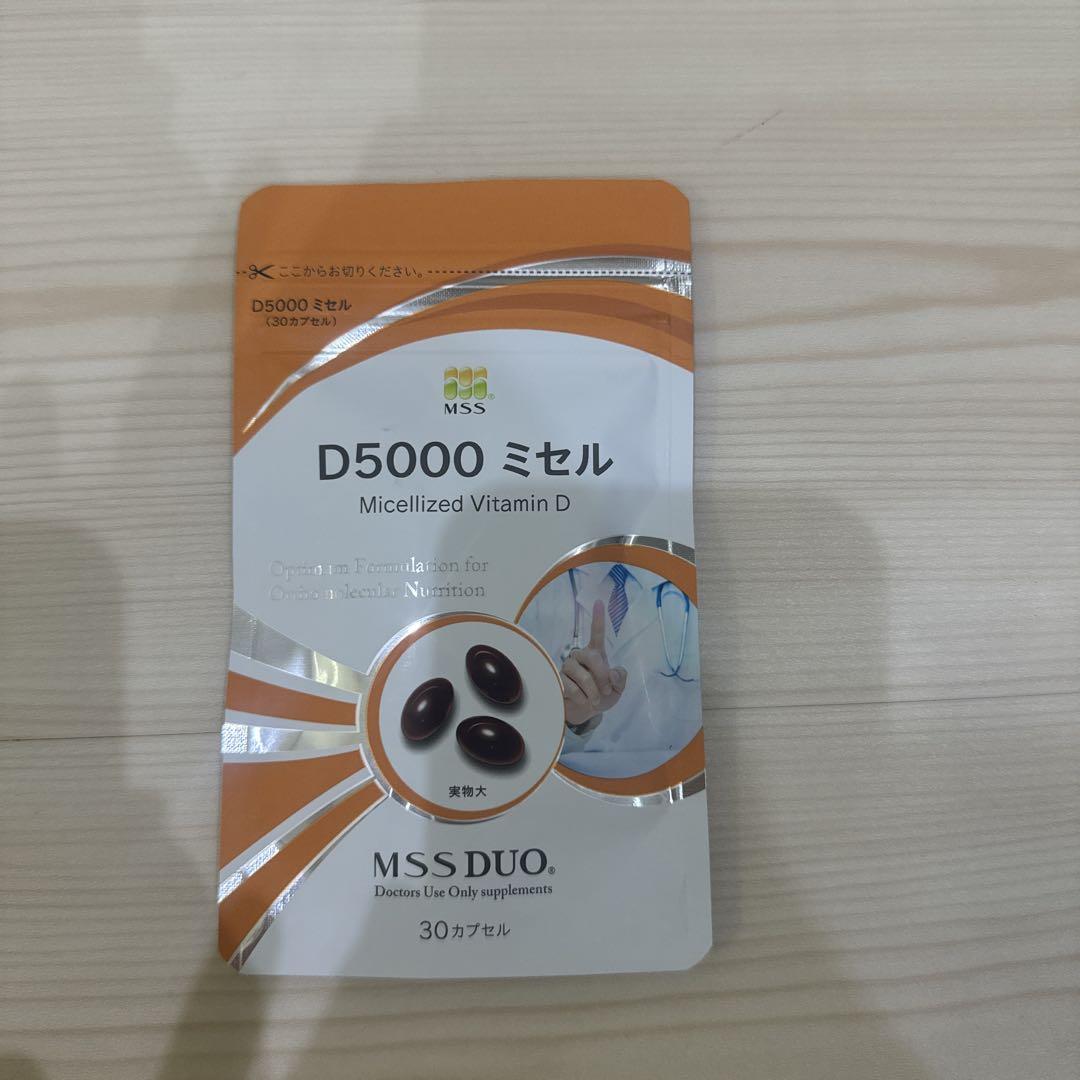 ここからお切りください。
D5000 ミセル
(30カプセル)
MSS®
D5000 ミセル
Micellized Vitamin D
Optimum Formulation for
Orthomolecular Nutrition
実物大
MSS DUO®
Doctors Use Only supplements
30カプセル